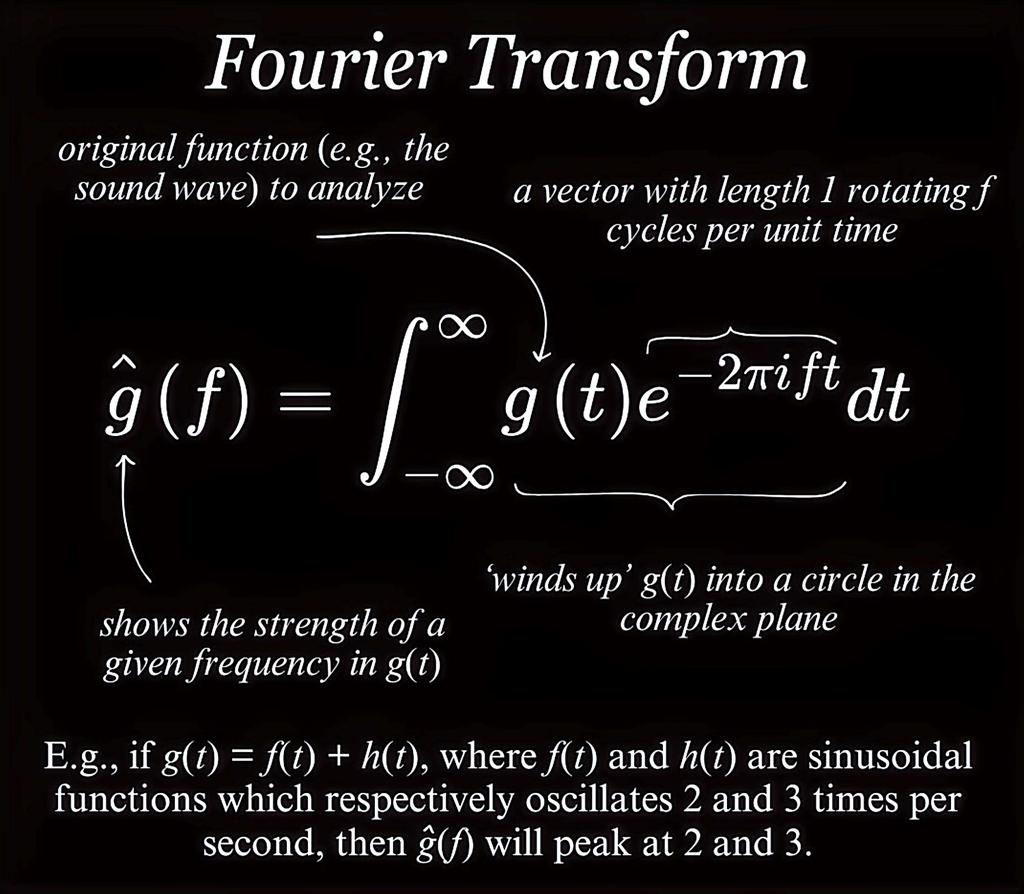 Fourier Transform
original function (e.g., the
sound wave) to analyze
a vector with length 1 rotating f
cycles per unit time
ĝ(f) = ∫_{-∞}^{∞} g(t)e^{-2πift}dt
'winds up' g(t) into a circle in the
complex plane
shows the strength of a
given frequency in g(t)
E.g., if g(t) = f(t) + h(t), where f(t) and h(t) are sinusoidal
functions which respectively oscillates 2 and 3 times per
second, then ĝ(f) will peak at 2 and 3.